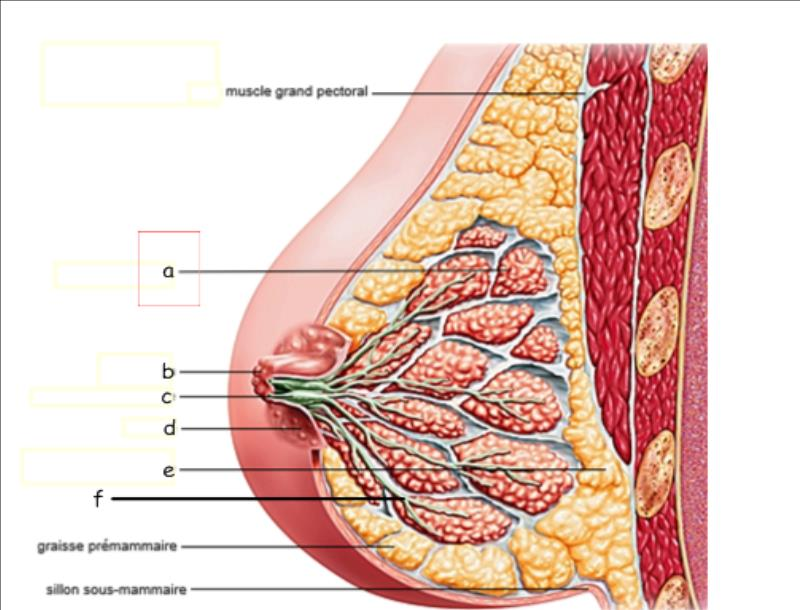 muscle grand pectoral
a
b
c
d
e
f
graisse prémammaire
sillon sous-mammaire